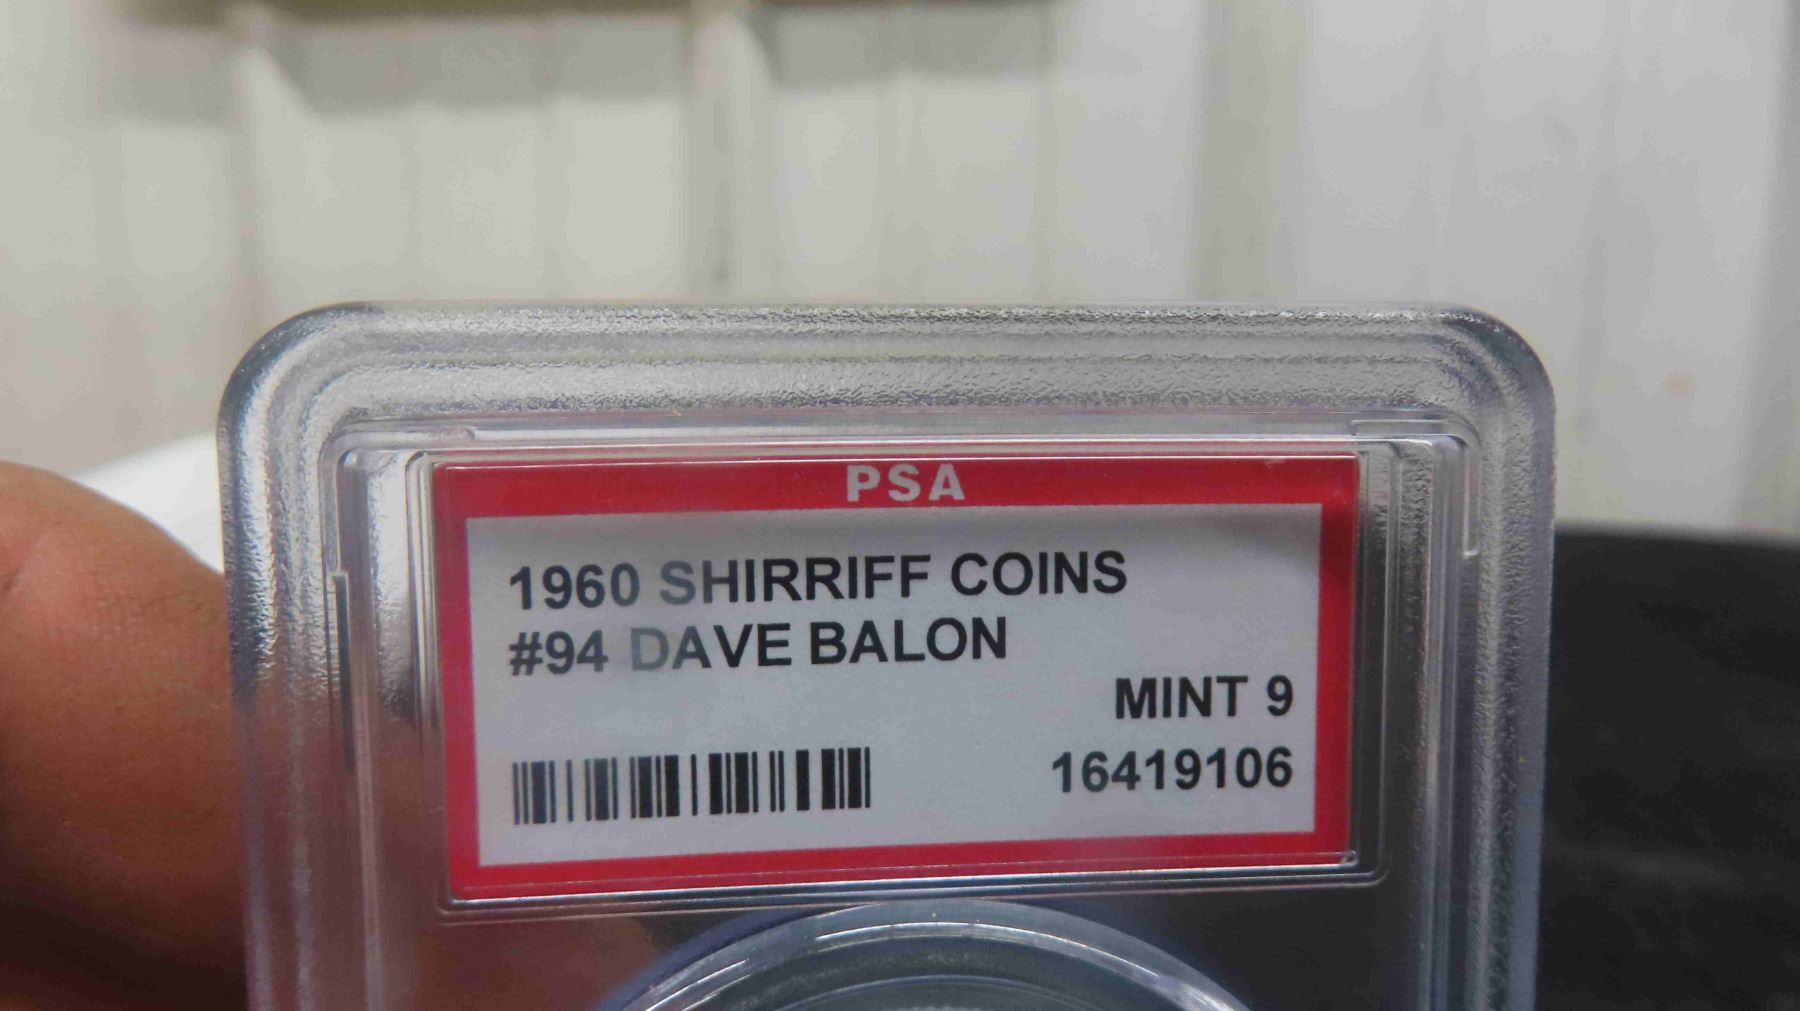 PSA
1960 SHIRRIFF COINS
#94 DAVE BALON
MINT 9
16419106